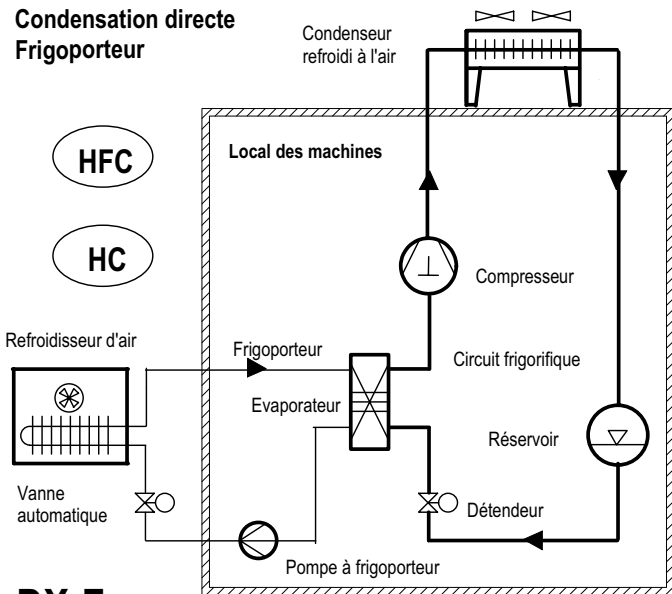 Condensation directe
Frigoporteur
Condenseur
refroidi à l'air
HFC
Local des machines
HC
Compresseur
Refroidisseur d'air
Frigoporteur
Circuit frigorifique
Evaporateur
Réservoir
Vanne
automatique
Détendeur
Pompe à frigoporteur